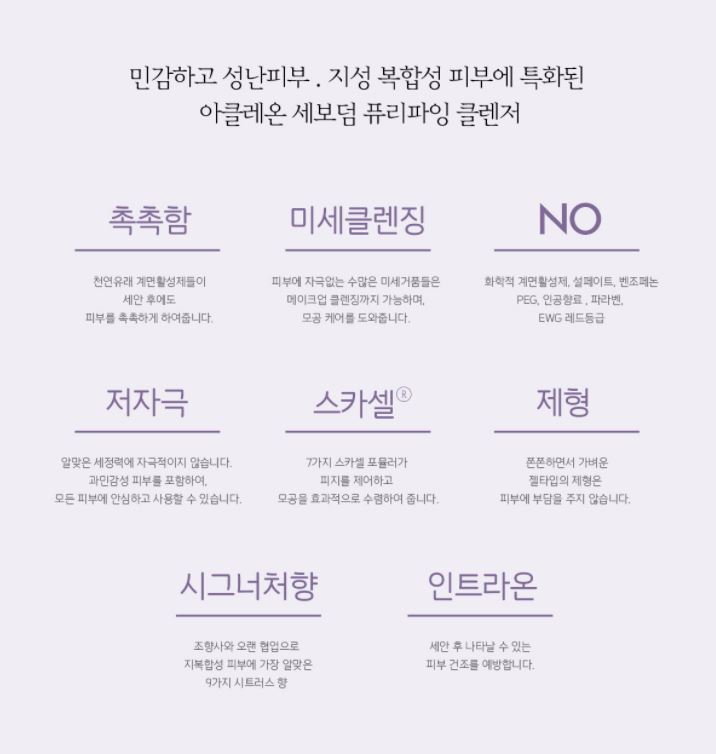 민감하고 성난피부 . 지성 복합성 피부에 특화된
아클레온 세보덤 퓨리파잉 클렌저
촉촉함
천연유래 계면활성제들이
세안 후에도
피부를 촉촉하게 하여줍니다.
미세클렌징
피부에 자극없는 수많은 미세거품들은
메이크업 클렌징까지 가능하며,
모공 케어를 도와줍니다.
NO
화학적 계면활성제, 설페이트, 벤조페논
PEG, 인공향료 , 파라벤,
EWG 레드등급
저자극
알맞은 세정력에 자극적이지 않습니다.
과민감성 피부를 포함하여,
모든 피부에 안심하고 사용할 수 있습니다.
스카셀®
7가지 스카셀 포뮬러가
피지를 제어하고
모공을 효과적으로 수렴하여 줍니다.
제형
쫀쫀하면서 가벼운
젤타입의 제형은
피부에 부담을 주지 않습니다.
시그너처향
조향사와 오랜 협업으로
지복합성 피부에 가장 알맞은
9가지 시트러스 향
인트라온
세안 후 나타날 수 있는
피부 건조를 예방합니다.